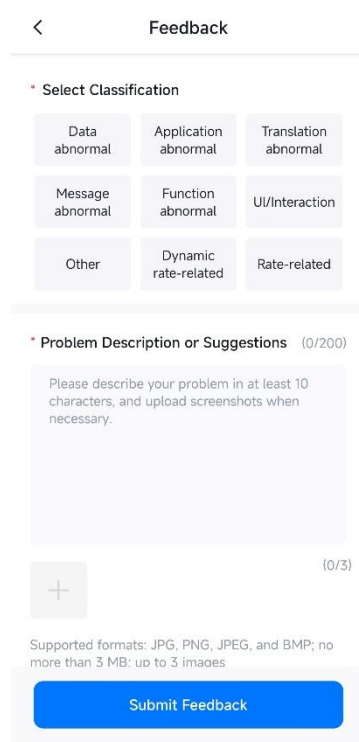 Feedback
* Select Classification
Data
abnormal
Application
abnormal
Translation
abnormal
Message
abnormal
Function
abnormal
UI/Interaction
Other
Dynamic
rate-related
Rate-related
* Problem Description or Suggestions (0/200)
Please describe your problem in at least 10
characters, and upload screenshots when
necessary.
(0/3)
Supported formats: JPG, PNG, JPEG, and BMP; no
more than 3 MB; up to 3 images
Submit Feedback